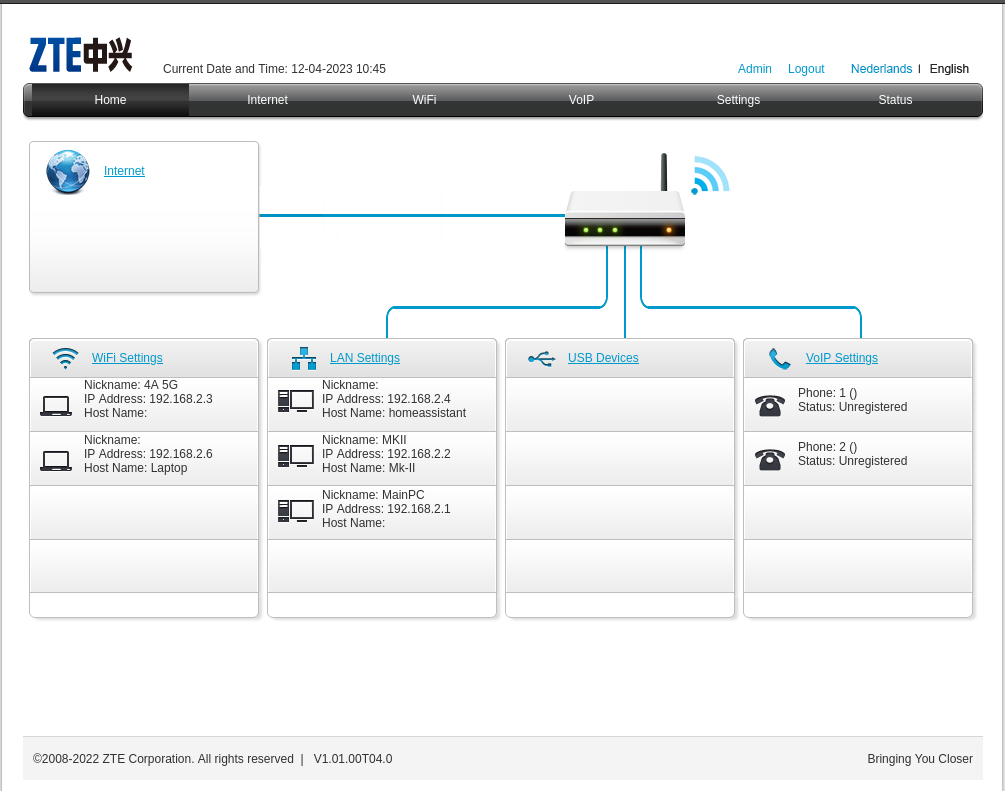 ZTE中兴
Current Date and Time: 12-04-2023 10:45
Admin Logout Nederlands | English
Home Internet WiFi VoIP Settings Status
Internet
WiFi Settings
Nickname: 4A 5G
IP Address: 192.168.2.3
Host Name:
Nickname:
IP Address: 192.168.2.6
Host Name: Laptop
LAN Settings
Nickname:
IP Address: 192.168.2.4
Host Name: homeassistant
Nickname: MKII
IP Address: 192.168.2.2
Host Name: Mk-II
Nickname: MainPC
IP Address: 192.168.2.1
Host Name:
USB Devices
VoIP Settings
Phone: 1 ()
Status: Unregistered
Phone: 2 ()
Status: Unregistered
©2008-2022 ZTE Corporation. All rights reserved | V1.01.00T04.0
Bringing You Closer